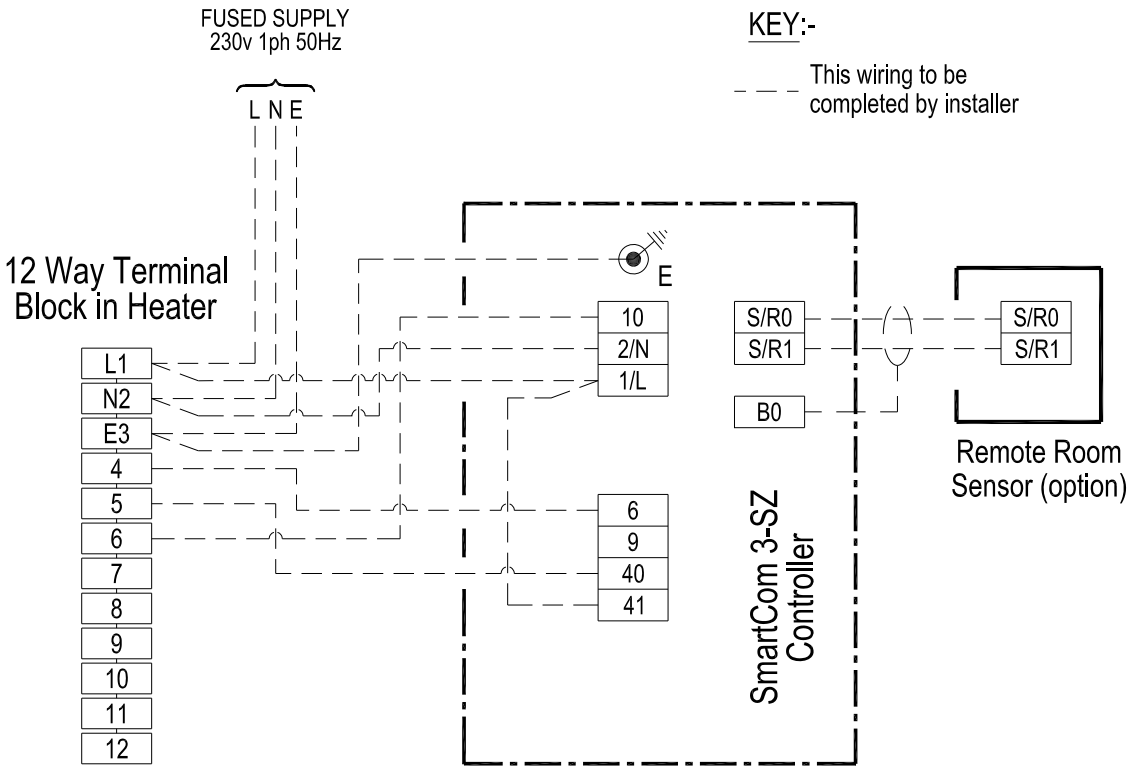 FUSED SUPPLY
230v 1ph 50Hz
L N E
KEY:-
This wiring to be
completed by installer
12 Way Terminal
Block in Heater
L1
N2
E3
4
5
6
7
8
9
10
11
12
E
10
2/N
1/L
6
9
40
41
S/R0
S/R1
B0
SmartCom 3-SZ
Controller
S/R0
S/R1
Remote Room
Sensor (option)